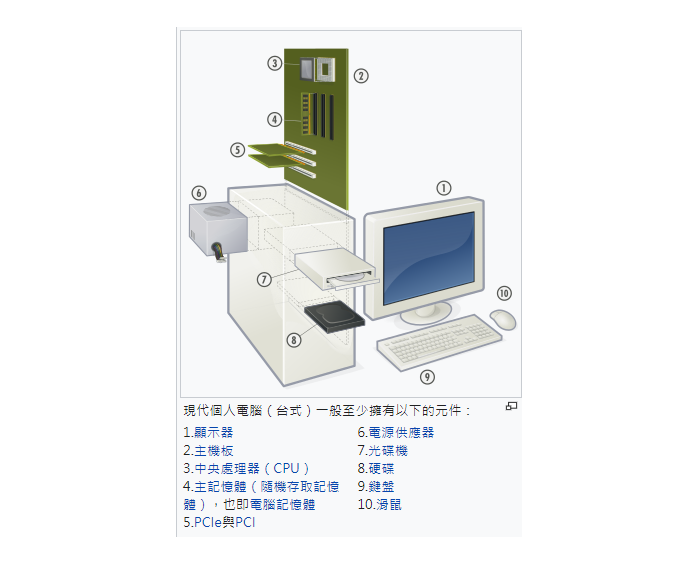 3
2
4
5
1
6
7
10
8
9
現代個人電腦（台式）一般至少擁有以下的元件：
1.顯示器
2.主機板
3.中央處理器（CPU）
4.主記憶體（隨機存取記憶
體），也即電腦記憶體
5.PCIe與PCI
6.電源供應器
7.光碟機
8.硬碟
9.鍵盤
10.滑鼠